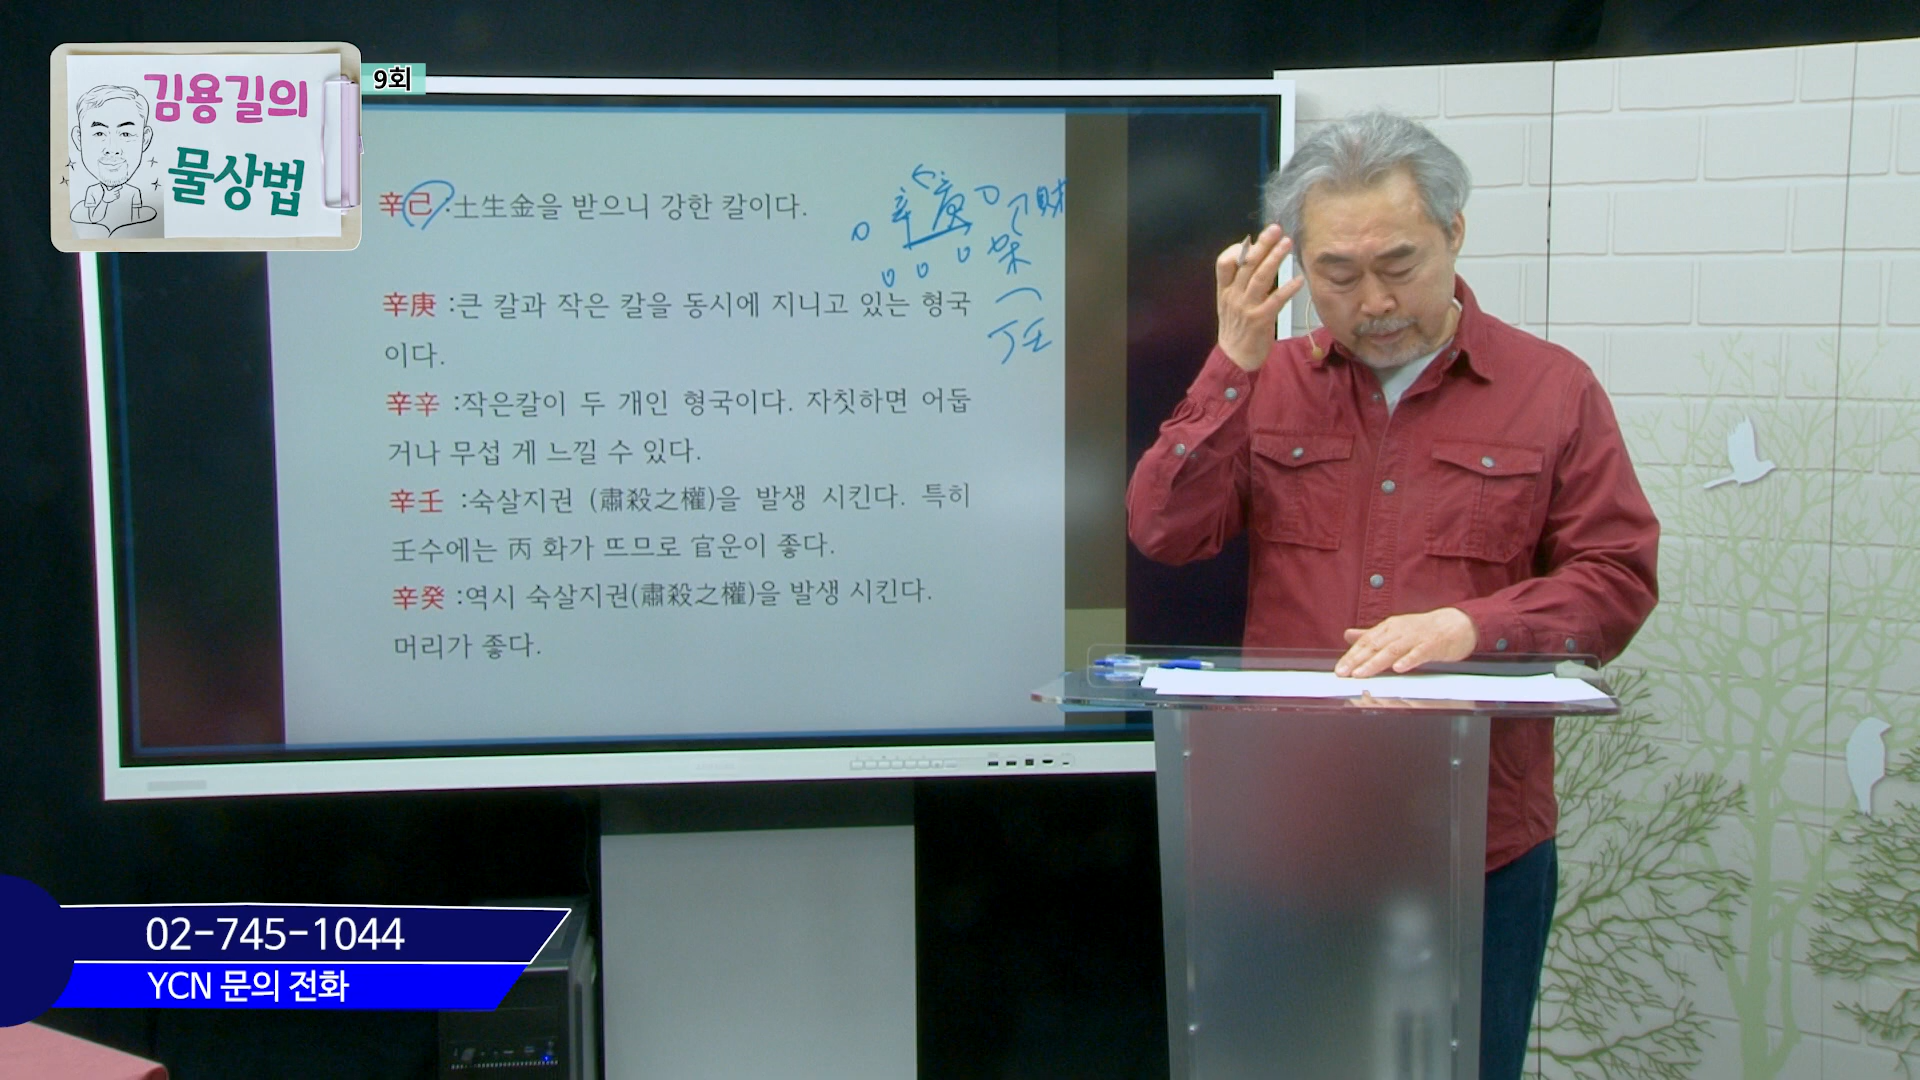 김용길의
물상법
9회
辛己 :土生金을 받으니 강한 칼이다.
辛庚 :큰 칼과 작은 칼을 동시에 지니고 있는 형국
이다.
辛辛 :작은칼이 두 개인 형국이다. 자칫하면 어둡
거나 무섭 게 느낄 수 있다.
辛壬 :숙살지권 (肅殺之權)을 발생 시킨다. 특히
壬수에는 丙 화가 뜨므로 官운이 좋다.
辛癸 :역시 숙살지권(肅殺之權)을 발생 시킨다.
머리가 좋다.
辛 庚
財
02-745-1044
YCN 문의 전화